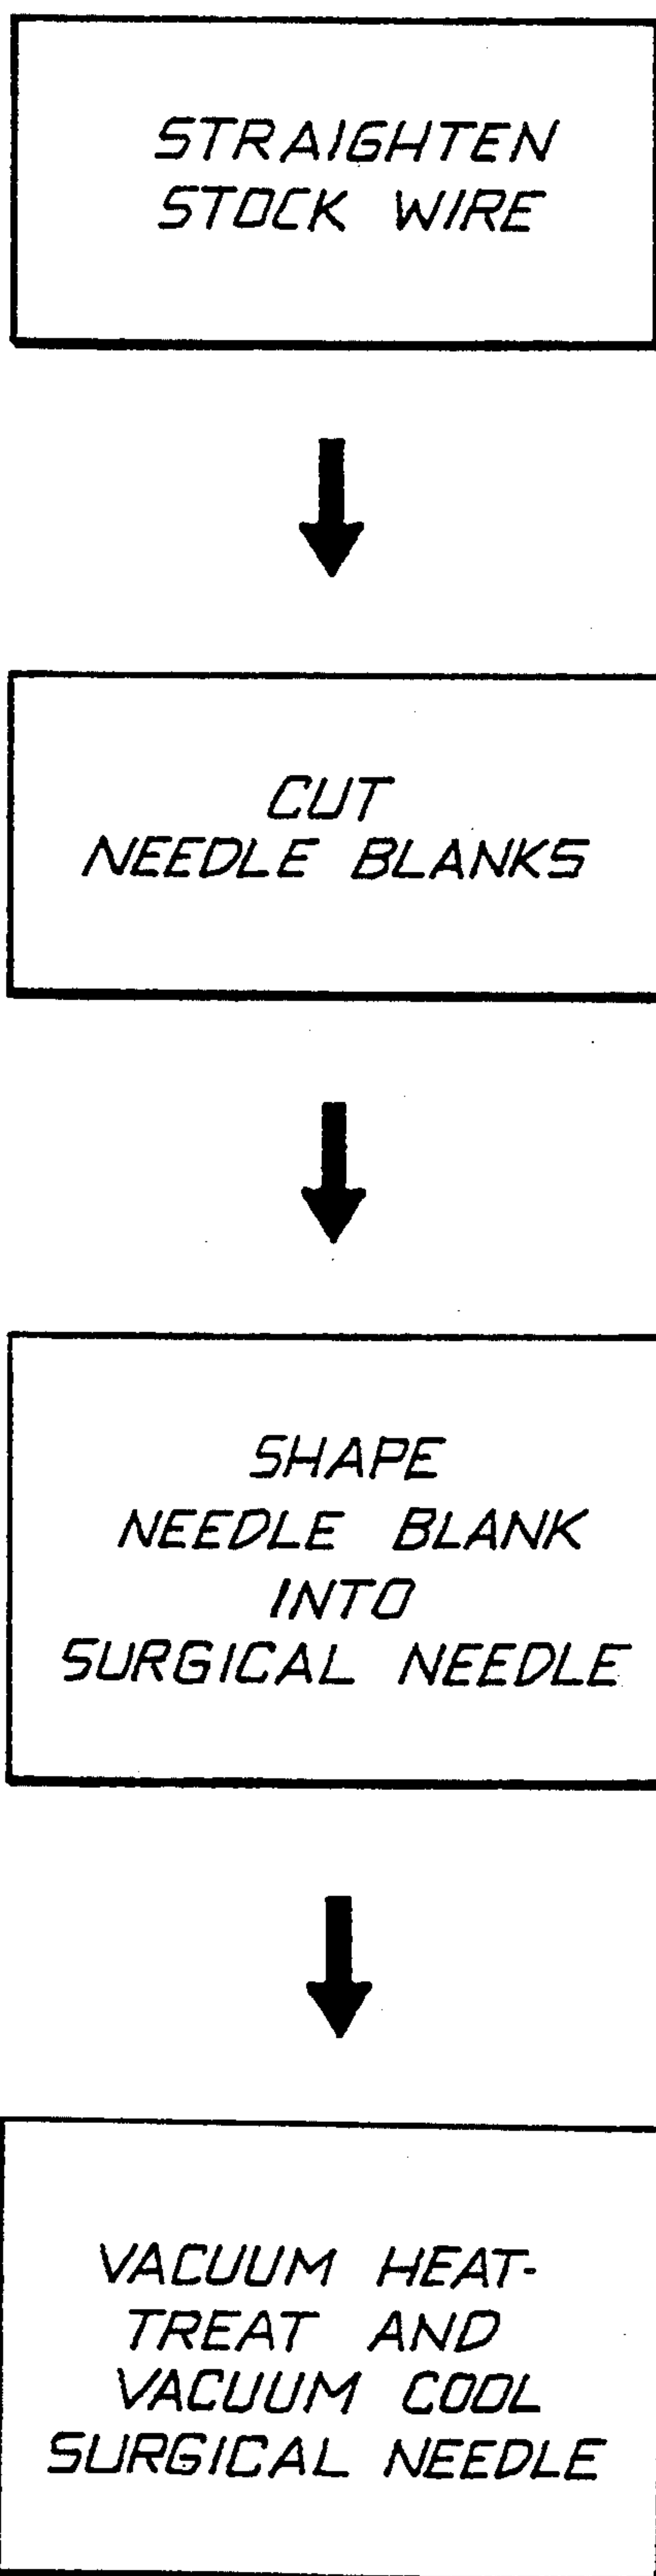 STRAIGHTEN
STOCK WIRE
CUT
NEEDLE BLANKS
SHAPE
NEEDLE BLANK
INTO
SURGICAL NEEDLE
VACUUM HEAT-
TREAT AND
VACUUM COOL
SURGICAL NEEDLE